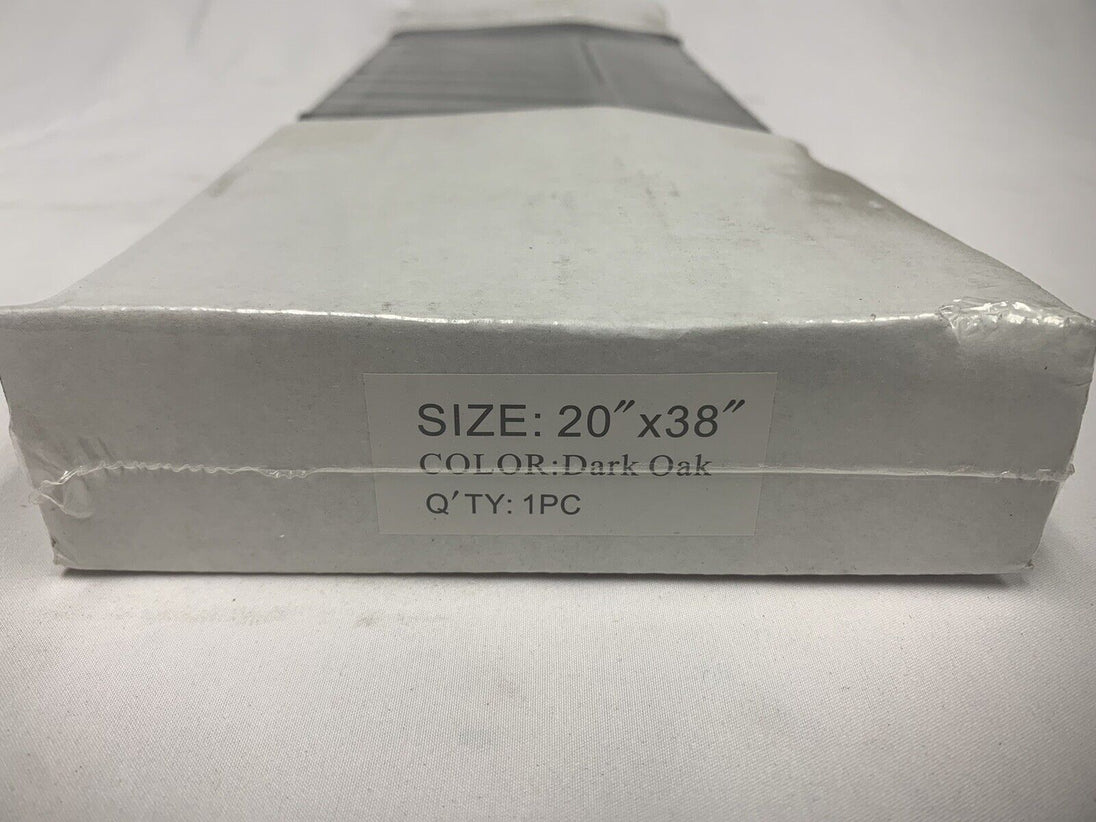 SIZE: 20″x38″
COLOR:Dark Oak
Q'TY: 1PC